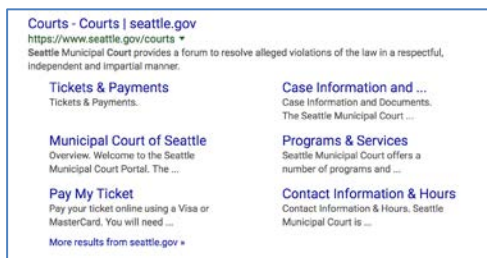 Courts - Courts | seattle.gov
https://www.seattle.gov/courts ▾
Seattle Municipal Court provides a forum to resolve alleged violations of the law in a respectful,
independent and impartial manner.
Tickets & Payments
Tickets & Payments.
Case Information and ...
Case Information and Documents.
The Seattle Municipal Court ...
Municipal Court of Seattle
Overview. Welcome to the Seattle
Municipal Court Portal. The ...
Programs & Services
Seattle Municipal Court offers a
number of programs and ...
Pay My Ticket
Pay your ticket online using a Visa or
MasterCard. You will need ...
Contact Information & Hours
Contact Information & Hours. Seattle
Municipal Court is ...
More results from seattle.gov »